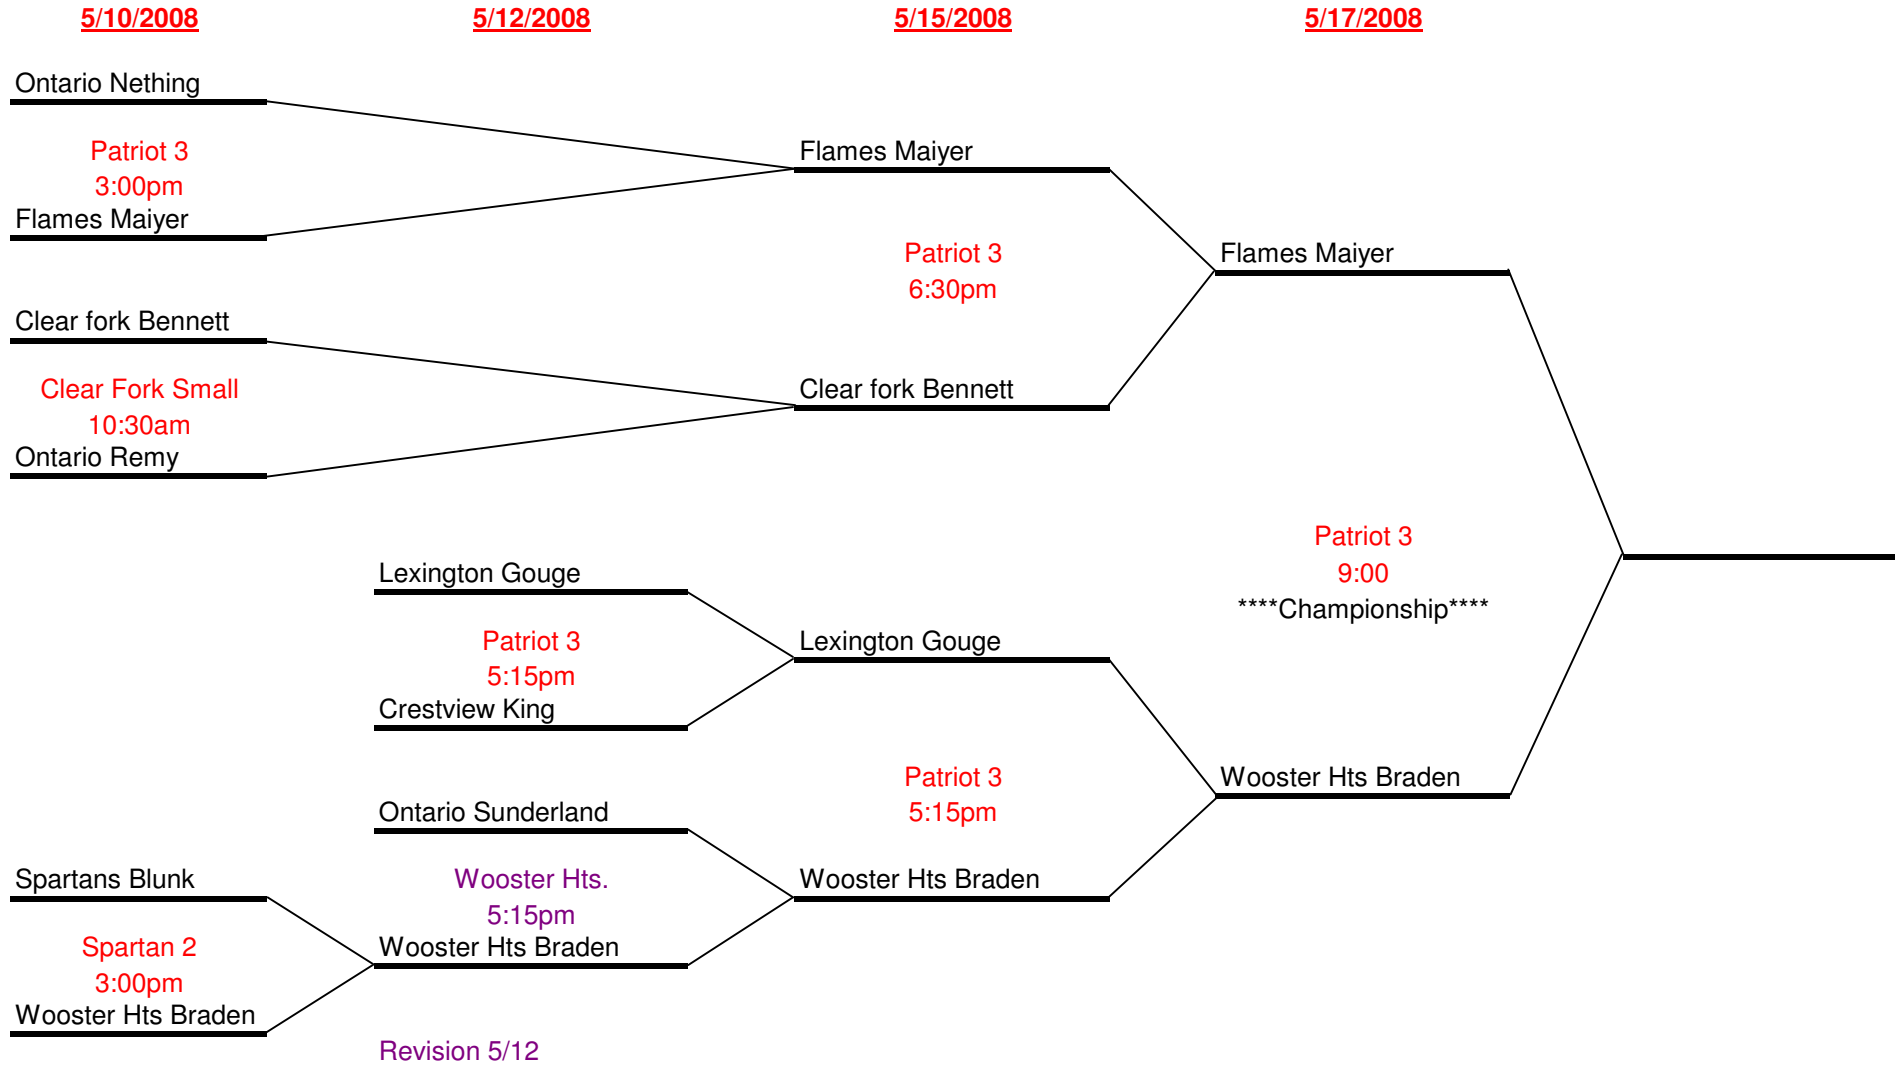 5/10/2008 5/12/2008 5/15/2008 5/17/2008
Ontario Nething
Patriot 3
3:00pm
Flames Maiyer
Flames Maiyer
Patriot 3
6:30pm
Flames Maiyer
Clear fork Bennett
Clear Fork Small
10:30am
Ontario Remy
Clear fork Bennett
Patriot 3
9:00
****Championship****
Lexington Gouge
Patriot 3
5:15pm
Crestview King
Lexington Gouge
Patriot 3
5:15pm
Wooster Hts Braden
Ontario Sunderland
Wooster Hts.
5:15pm
Wooster Hts Braden
Wooster Hts Braden
Spartans Blunk
Spartan 2
3:00pm
Wooster Hts Braden
Revision 5/12